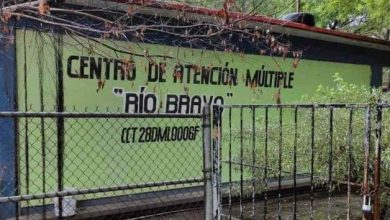 CENTRO DE ATENCIÓN MÚLTIPLE
"RÍO BRAVO"
CCT 28DML0006F